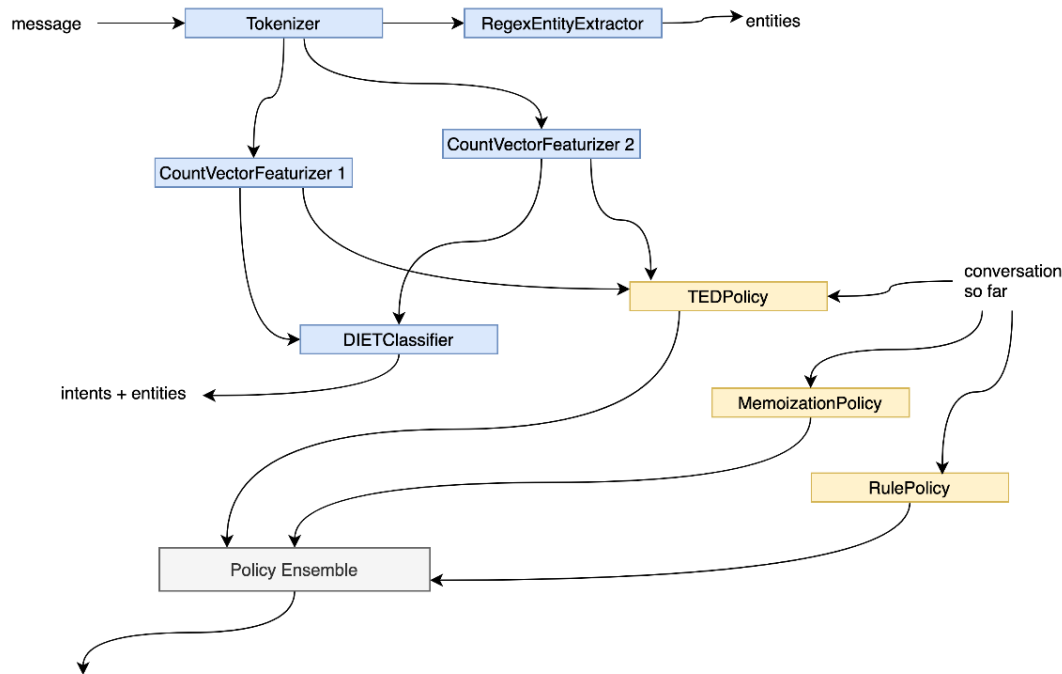 message
Tokenizer
RegexEntityExtractor
entities
CountVectorFeaturizer 2
CountVectorFeaturizer 1
conversation
so far
TEDPolicy
DIETClassifier
intents + entities
MemoizationPolicy
RulePolicy
Policy Ensemble